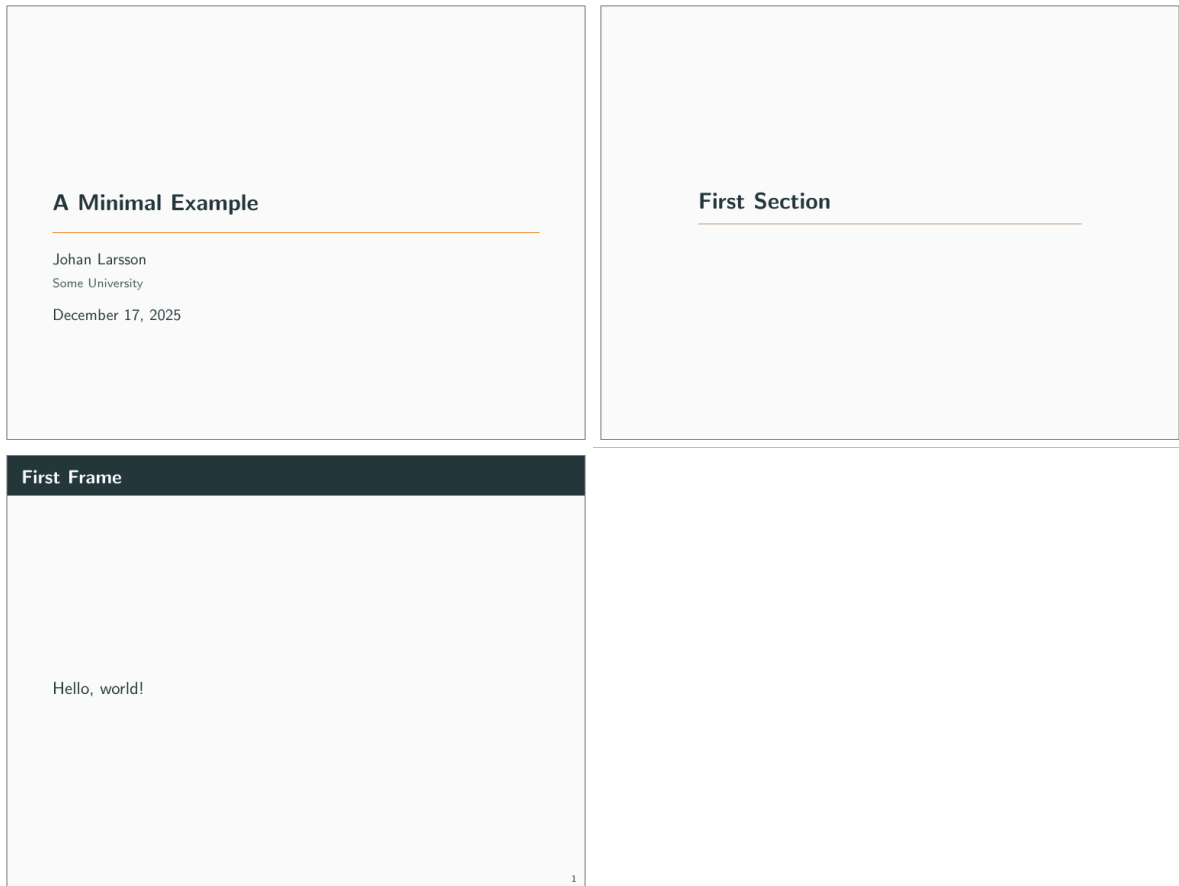 A Minimal Example
Johan Larsson
Some University
December 17, 2025
First Section
First Frame
Hello, world!
1